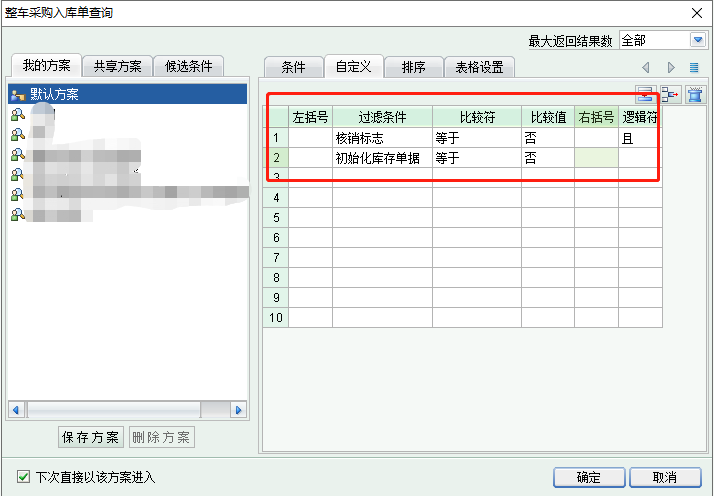 整车采购入库单查询
最大返回结果数 全部
我的方案 共享方案 候选条件
条件 自定义 排序 表格设置
默认方案
左括号 过滤条件 比较符 比较值 右括号 逻辑符
1 核销标志 等于 否 且
2 初始化库存单据 等于 否
3
4
5
6
7
8
9
10
保存方案 删除方案
下次直接以该方案进入
确定 取消